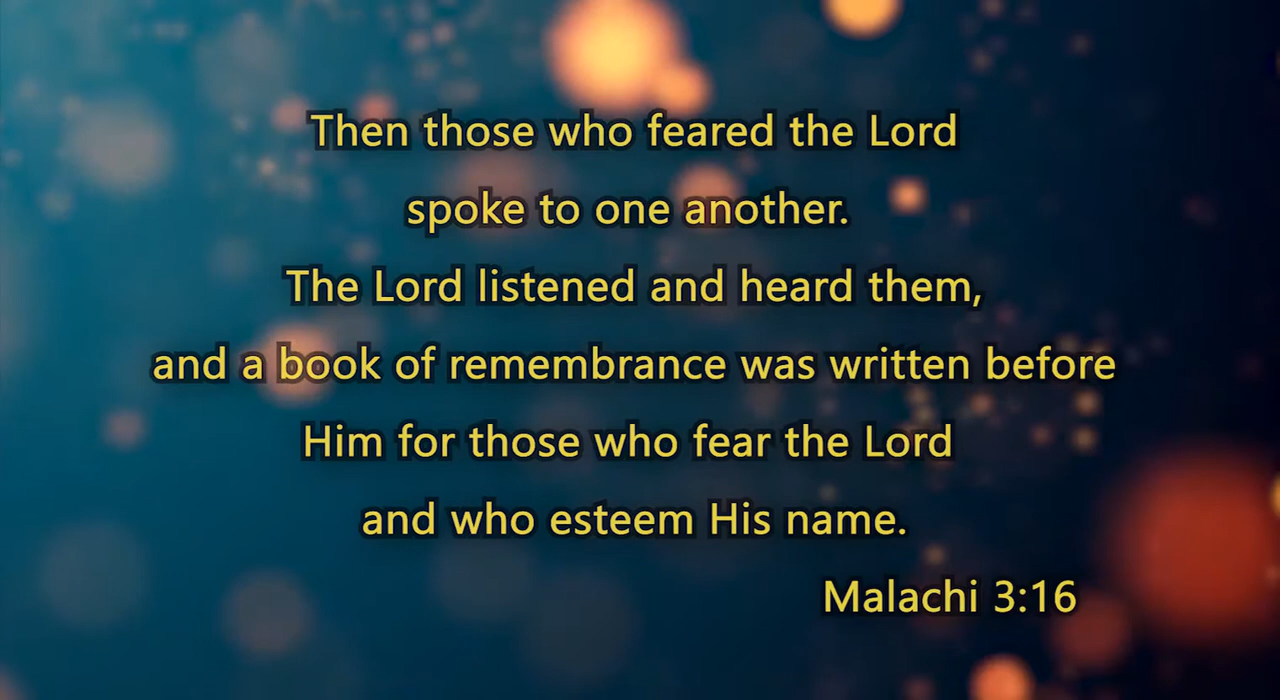 Then those who feared the Lord
spoke to one another.
The Lord listened and heard them,
and a book of remembrance was written before
Him for those who fear the Lord
and who esteem His name.
Malachi 3:16